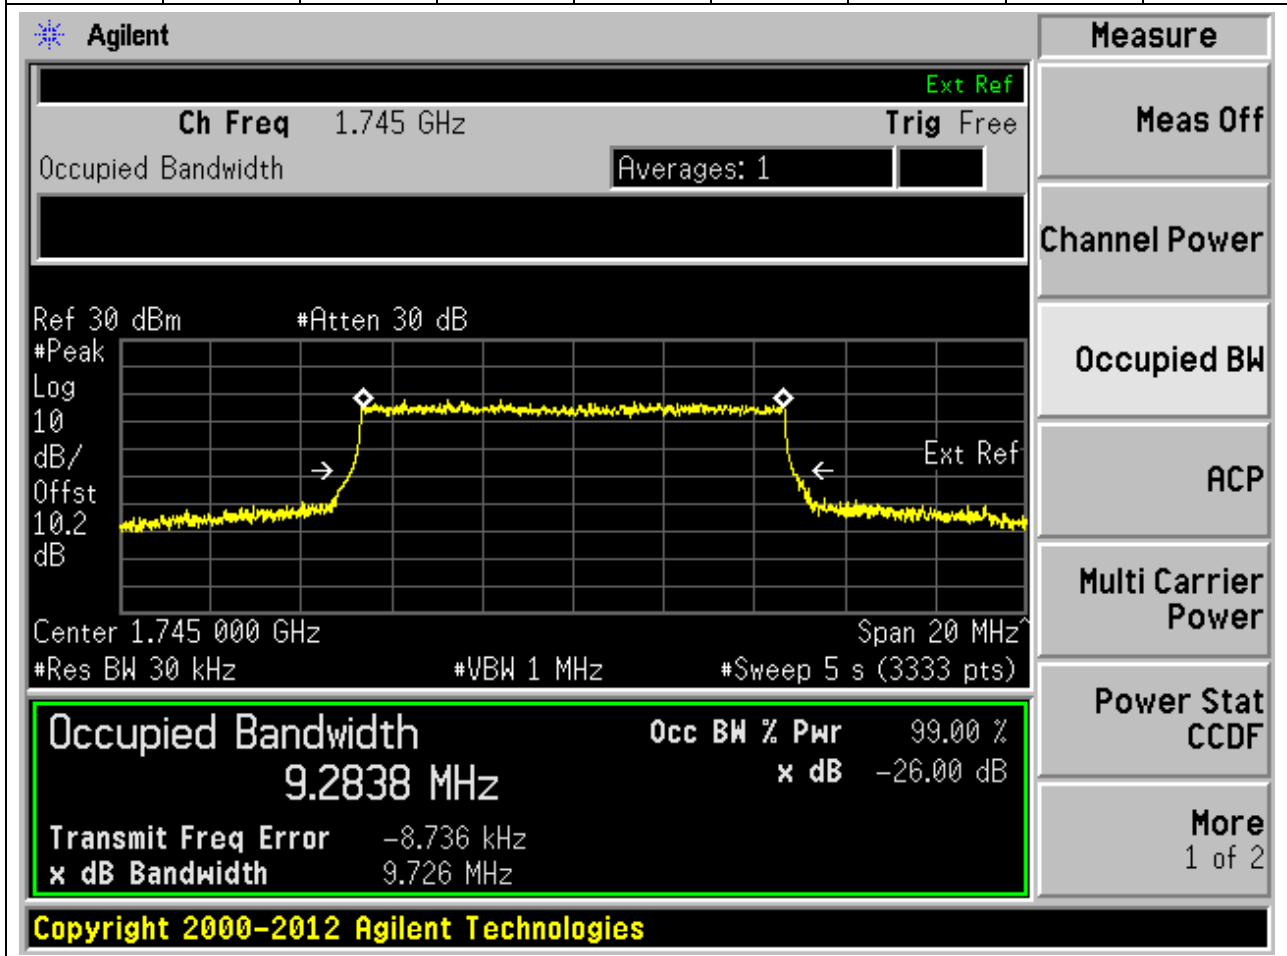 Agilent
Measure
Ext Ref
Ch Freq 1.745 GHz Trig Free
Occupied Bandwidth Averages: 1
Meas Off
Channel Power
Occupied BW
ACP
Multi Carrier
Power
Power Stat
CCDF
More
1 of 2
Ref 30 dBm #Atten 30 dB
#Peak
Log
10
dB/
Offst
10.2
dB
Ext Ref
Center 1.745 000 GHz Span 20 MHz^
#Res BW 30 kHz #VBW 1 MHz #Sweep 5 s (3333 pts)
Occupied Bandwidth Occ BW % Pwr 99.00 %
9.2838 MHz x dB -26.00 dB
Transmit Freq Error -8.736 kHz
x dB Bandwidth 9.726 MHz
Copyright 2000-2012 Agilent Technologies